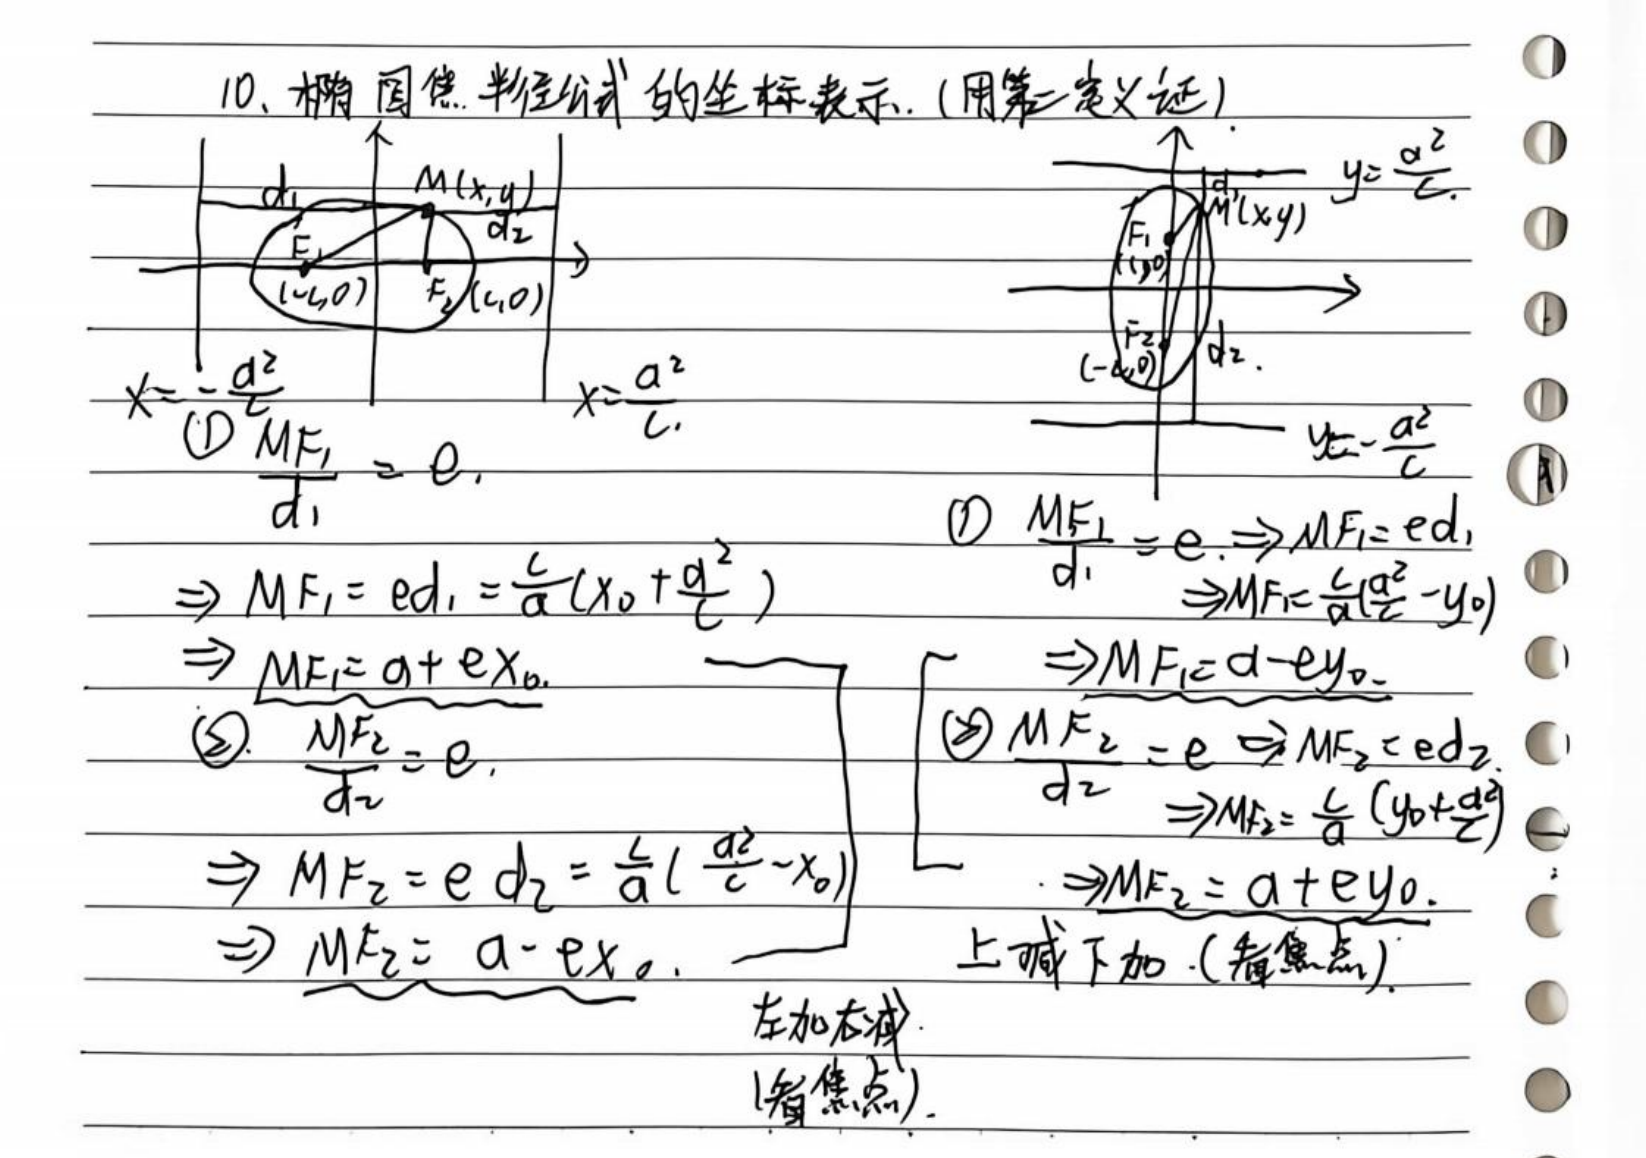 10、椭圆焦半径公式的坐标表示.(用第二定义证).
d₁ M(x,y) d₂
F₁ (-c,0) F₂ (c,0)
x=-a²/c x=a²/c.
① MF₁/d₁ = e.
⇒ MF₁ = ed₁ = c/a(x₀+a²/c)
⇒ MF₁=a+ex₀.
②. MF₂/d₂ = e.
⇒ MF₂ = e d₂ = c/a(a²/c-x₀)
⇒ MF₂= a-ex₀.
左加右减.
(看焦点).
y=a²/c.
d₁
M(x,y)
F₁
F₂
(-c,0)
d₂.
y=-a²/c
① MF₁/d₁ = e. ⇒ MF₁=ed₁
⇒MF₁=c/a(a²/c-y₀)
⇒MF₁=a-ey₀.
② MF₂/d₂ = e ⇒ MF₂=ed₂.
⇒MF₂=c/a(y₀+a²/c)
⇒MF₂=a+ey₀.
上减下加.(看焦点).